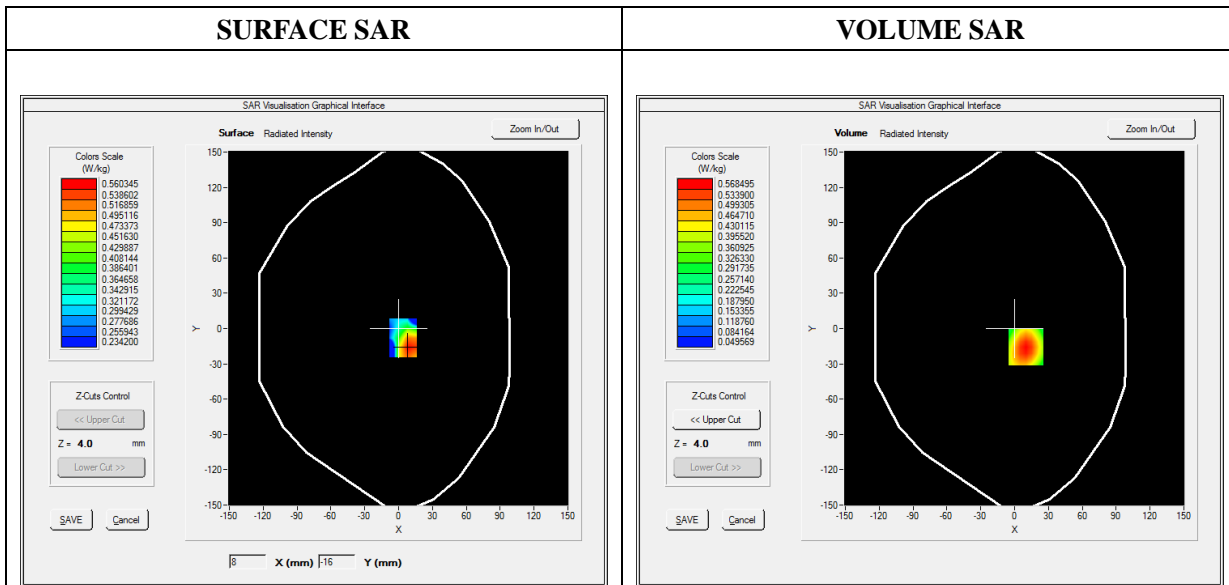 SURFACE SAR
SAR Visualisation Graphical Interface
Surface Radiated Intensity
Zoom In/Out
Colors Scale
(W/kg)
0.560345
0.538602
0.516859
0.495116
0.473373
0.451630
0.429887
0.408144
0.386401
0.364658
0.342915
0.321172
0.299429
0.277686
0.255943
0.234200
Z-Cuts Control
<< Upper Cut
Z = 4.0 mm
Lower Cut >>
SAVE Cancel
150
120
90
60
30
0
-30
-60
-90
-120
-150
Y
-150 -120 -90 -60 -30 0 30 60 90 120 150
X
8 X (mm) -16 Y (mm)
VOLUME SAR
SAR Visualisation Graphical Interface
Volume Radiated Intensity
Zoom In/Out
Colors Scale
(W/kg)
0.568495
0.533900
0.499305
0.464710
0.430115
0.395520
0.360925
0.326330
0.291735
0.257140
0.222545
0.187950
0.153355
0.118760
0.084164
0.049569
Z-Cuts Control
<< Upper Cut
Z = 4.0 mm
Lower Cut >>
SAVE Cancel
150
120
90
60
30
0
-30
-60
-90
-120
-150
Y
-150 -120 -90 -60 -30 0 30 60 90 120 150
X